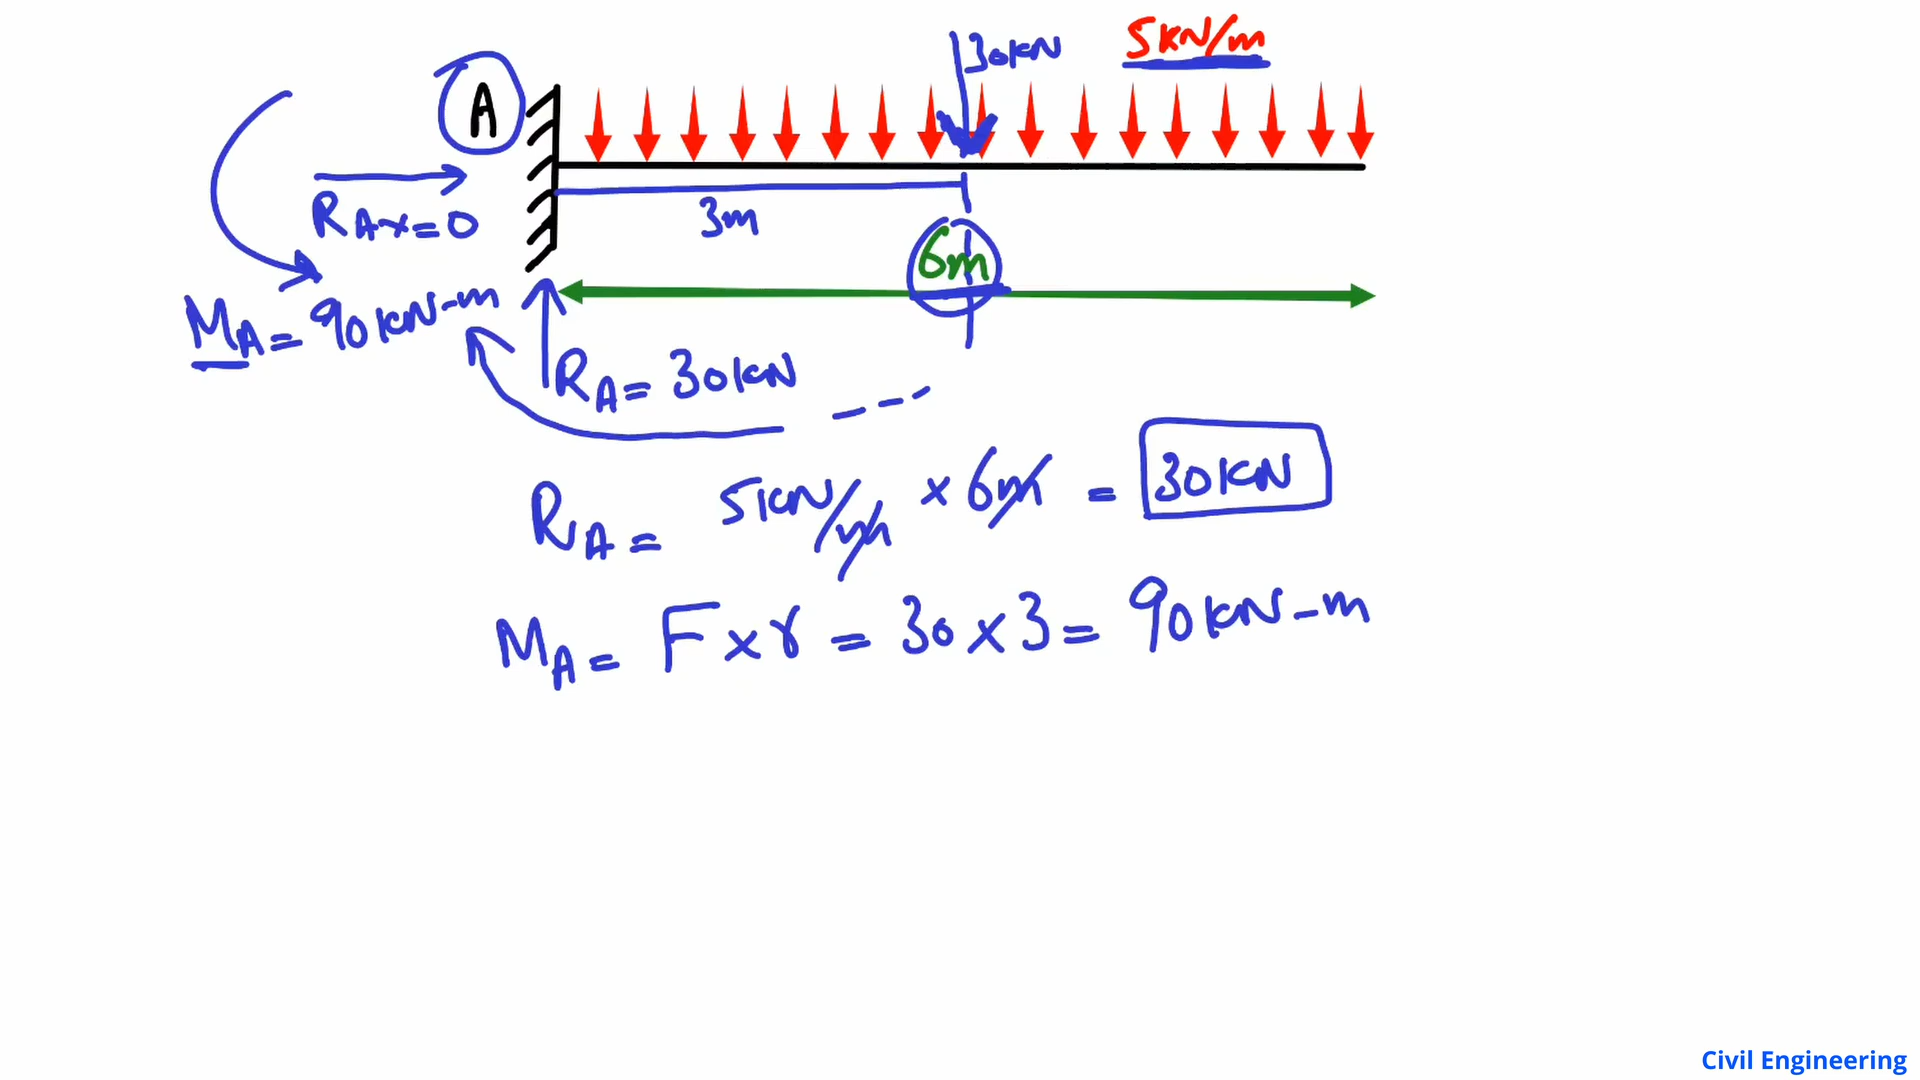 30KN
5KN/m
A
RAx=0
3m
6m
MA= 90KN-m
RA= 30KN
RA= 5KN/m × 6m = 30KN
MA= F×r = 30×3= 90KN-m
Civil Engineering